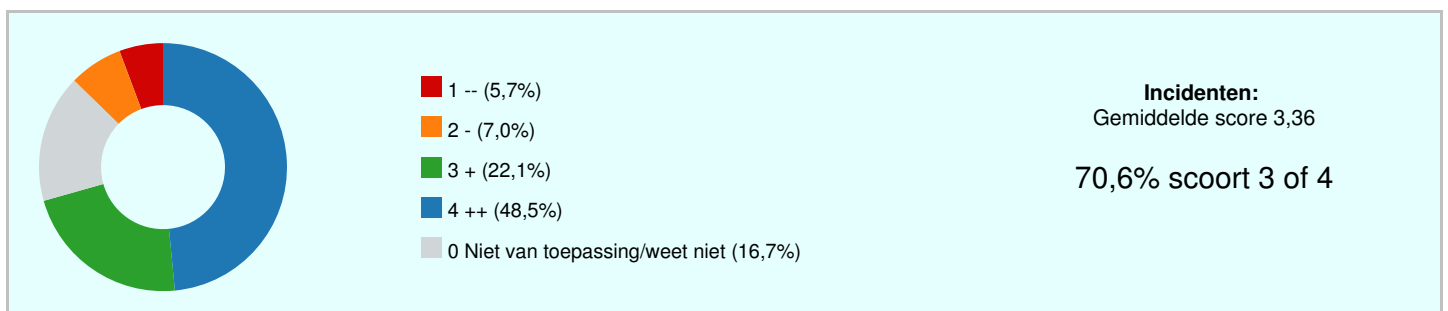 1 -- (5,7%)
2 - (7,0%)
3 + (22,1%)
4 ++ (48,5%)
0 Niet van toepassing/weet niet (16,7%)
Incidenten:
Gemiddelde score 3,36
70,6% scoort 3 of 4